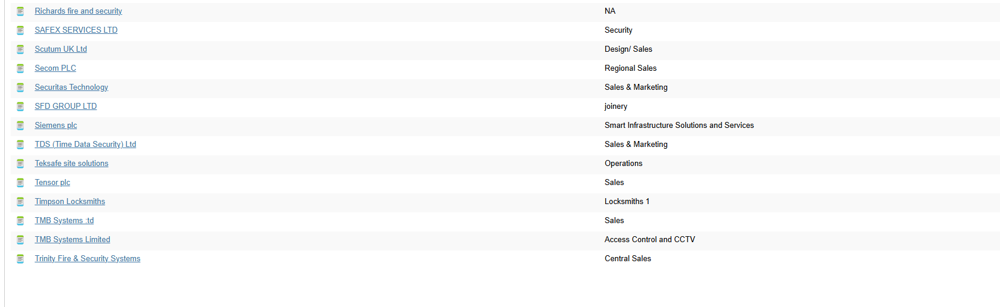 Richards fire and security NA
SAFEX SERVICES LTD Security
Scutum UK Ltd Design/ Sales
Secom PLC Regional Sales
Securitas Technology Sales & Marketing
SFD GROUP LTD joinery
Siemens plc Smart Infrastructure Solutions and Services
TDS (Time Data Security) Ltd Sales & Marketing
Teksafe site solutions Operations
Tensor plc Sales
Timpson Locksmiths Locksmiths 1
TMB Systems :td Sales
TMB Systems Limited Access Control and CCTV
Trinity Fire & Security Systems Central Sales